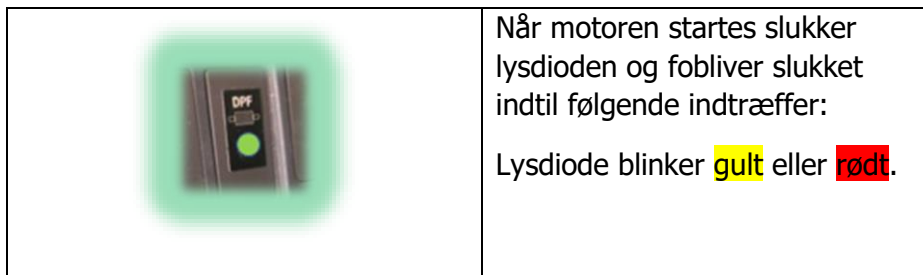 DPF
Når motoren startes slukker
lysdioden og fobliver slukket
indtil følgende indtræffer:
Lysdiode blinker gult eller rødt.